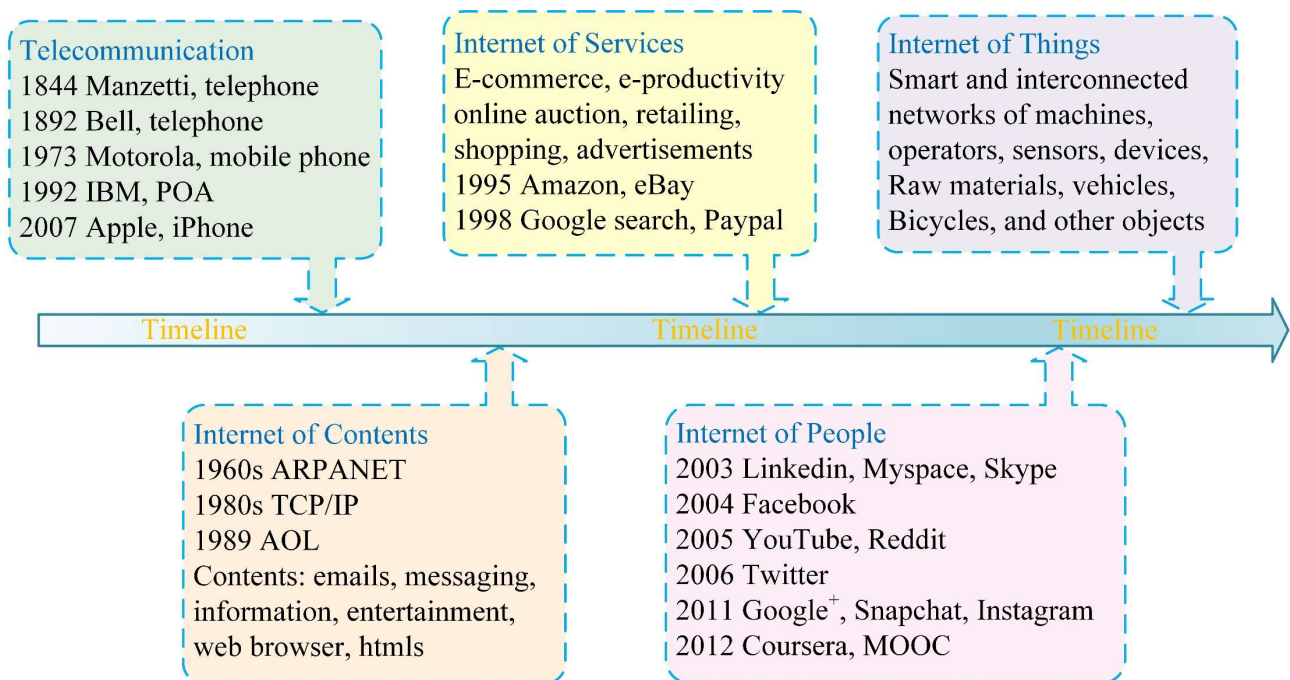 Telecommunication
1844 Manzetti, telephone
1892 Bell, telephone
1973 Motorola, mobile phone
1992 IBM, POA
2007 Apple, iPhone
Internet of Services
E-commerce, e-productivity
online auction, retailing,
shopping, advertisements
1995 Amazon, eBay
1998 Google search, Paypal
Internet of Things
Smart and interconnected
networks of machines,
operators, sensors, devices,
Raw materials, vehicles,
Bicycles, and other objects
Timeline
Timeline
Timeline
Internet of Contents
1960s ARPANET
1980s TCP/IP
1989 AOL
Contents: emails, messaging,
information, entertainment,
web browser, htmls
Internet of People
2003 Linkedin, Myspace, Skype
2004 Facebook
2005 YouTube, Reddit
2006 Twitter
2011 Google+, Snapchat, Instagram
2012 Coursera, MOOC